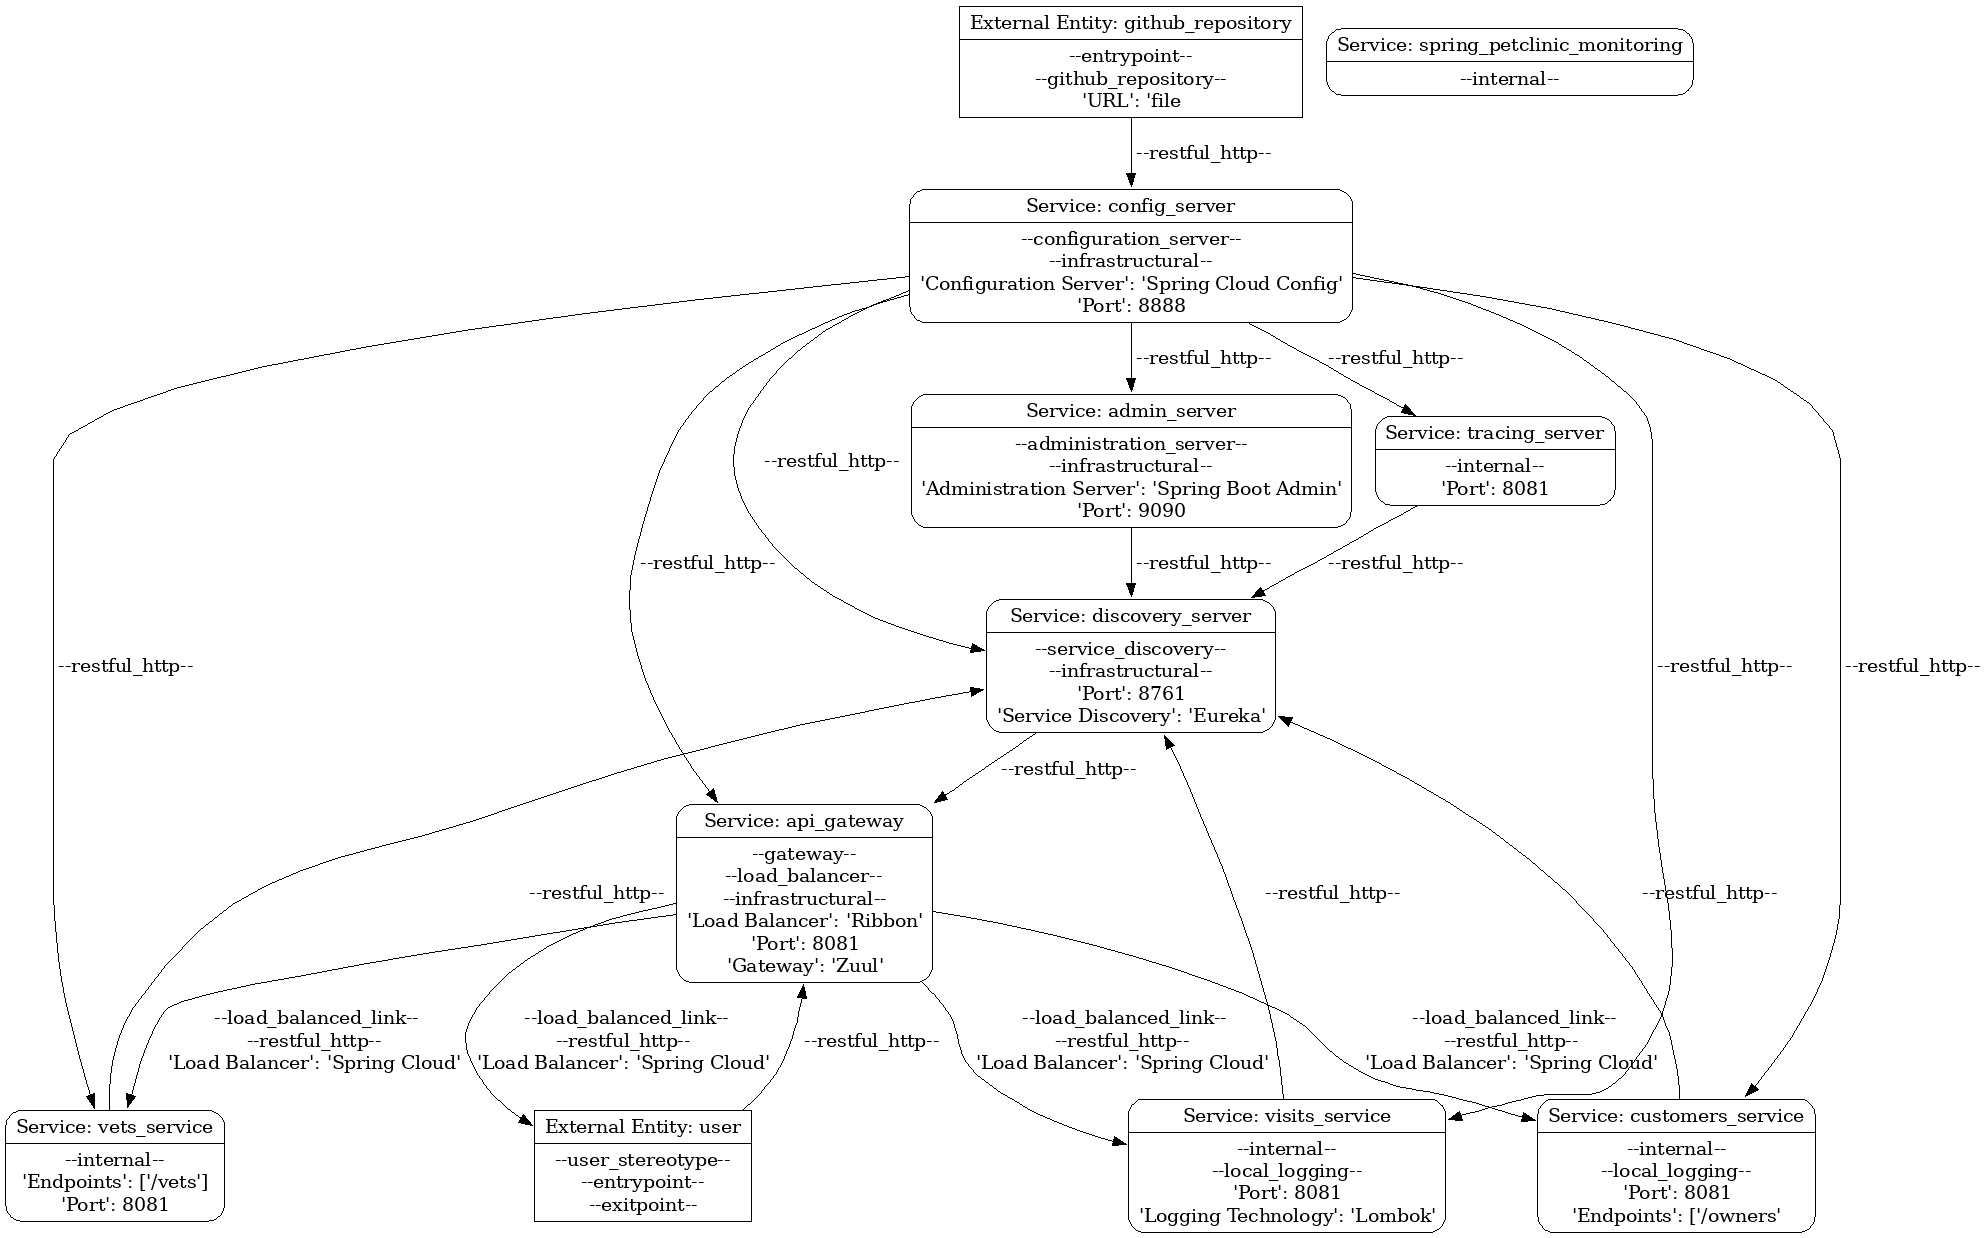 External Entity: github_repository
--entrypoint--
--github_repository--
'URL': 'file
Service: spring_petclinic_monitoring
--internal--
--restful_http--
Service: config_server
--configuration_server--
--infrastructural--
'Configuration Server': 'Spring Cloud Config'
'Port': 8888
--restful_http--
--restful_http--
Service: admin_server
--administration_server--
--infrastructural--
'Administration Server': 'Spring Boot Admin'
'Port': 9090
Service: tracing_server
--internal--
'Port': 8081
--restful_http--
--restful_http--
--restful_http--
--restful_http--
Service: discovery_server
--service_discovery--
--infrastructural--
'Port': 8761
'Service Discovery': 'Eureka'
--restful_http--
--restful_http--
--restful_http--
--restful_http--
Service: api_gateway
--gateway--
--load_balancer--
--infrastructural--
'Load Balancer': 'Ribbon'
'Port': 8081
'Gateway': 'Zuul'
--restful_http--
--restful_http--
--restful_http--
--load_balanced_link--
--restful_http--
'Load Balancer': 'Spring Cloud'
--load_balanced_link--
--restful_http--
'Load Balancer': 'Spring Cloud'
--restful_http--
--load_balanced_link--
--restful_http--
'Load Balancer': 'Spring Cloud'
--load_balanced_link--
--restful_http--
'Load Balancer': 'Spring Cloud'
Service: vets_service
--internal--
'Endpoints': ['/vets']
'Port': 8081
External Entity: user
--user_stereotype--
--entrypoint--
--exitpoint--
Service: visits_service
--internal--
--local_logging--
'Port': 8081
'Logging Technology': 'Lombok'
Service: customers_service
--internal--
--local_logging--
'Port': 8081
'Endpoints': ['/owners'